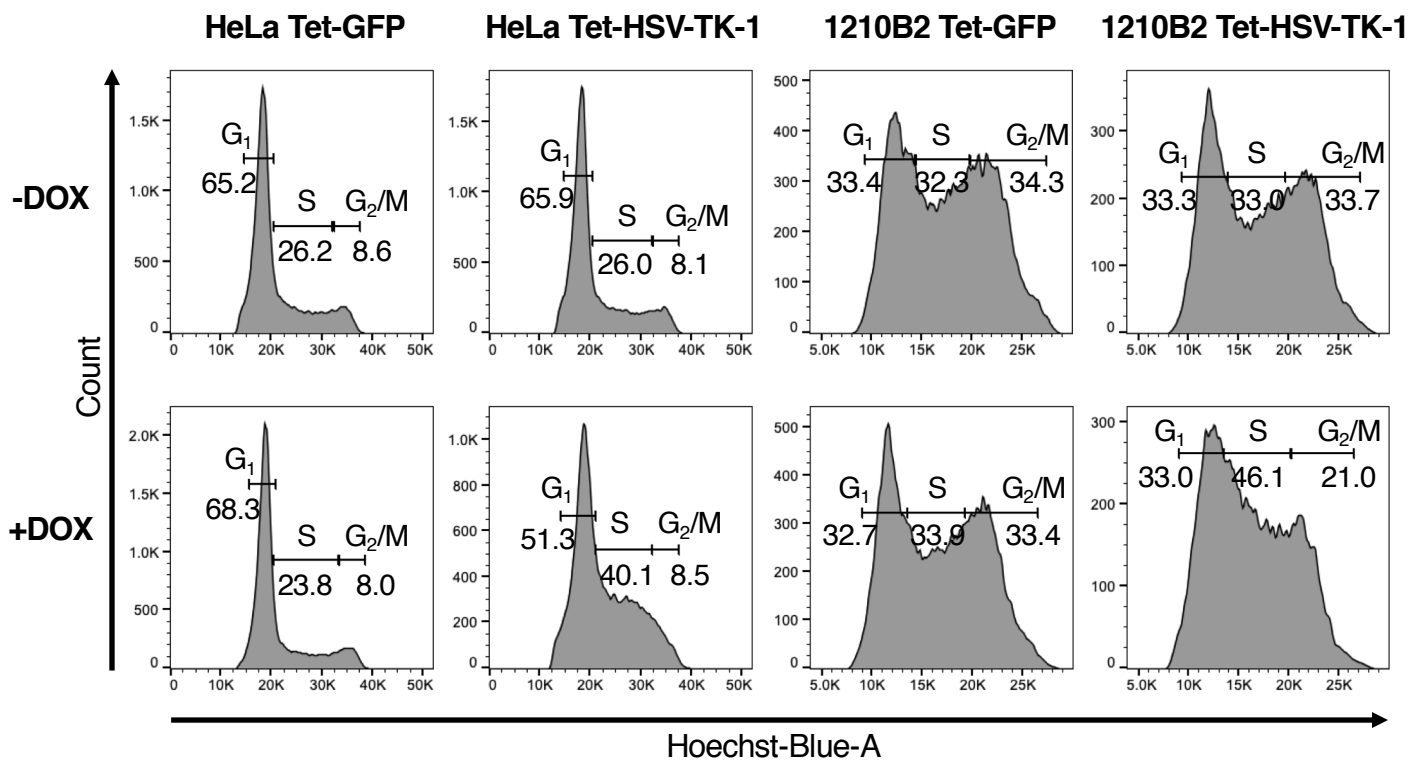 HeLa Tet-GFP
HeLa Tet-HSV-TK-1
1210B2 Tet-GFP
1210B2 Tet-HSV-TK-1
-DOX
+DOX
Count
Hoechst-Blue-A
1.5K
1.0K
500
0
G₁
65.2
S
26.2
G₂/M
8.6
0 10K 20K 30K 40K 50K
1.5K
1.0K
500
0
G₁
65.9
S
26.0
G₂/M
8.1
0 10K 20K 30K 40K 50K
500
400
300
200
100
0
G₁
33.4
S
32.3
G₂/M
34.3
5.0K 10K 15K 20K 25K
300
200
100
0
G₁
33.3
S
33.0
G₂/M
33.7
5.0K 10K 15K 20K 25K
2.0K
1.5K
1.0K
500
0
G₁
68.3
S
23.8
G₂/M
8.0
0 10K 20K 30K 40K 50K
1.0K
800
600
400
200
0
G₁
51.3
S
40.1
G₂/M
8.5
0 10K 20K 30K 40K 50K
500
400
300
200
100
0
G₁
32.7
S
33.9
G₂/M
33.4
5.0K 10K 15K 20K 25K
300
200
100
0
G₁
33.0
S
46.1
G₂/M
21.0
5.0K 10K 15K 20K 25K